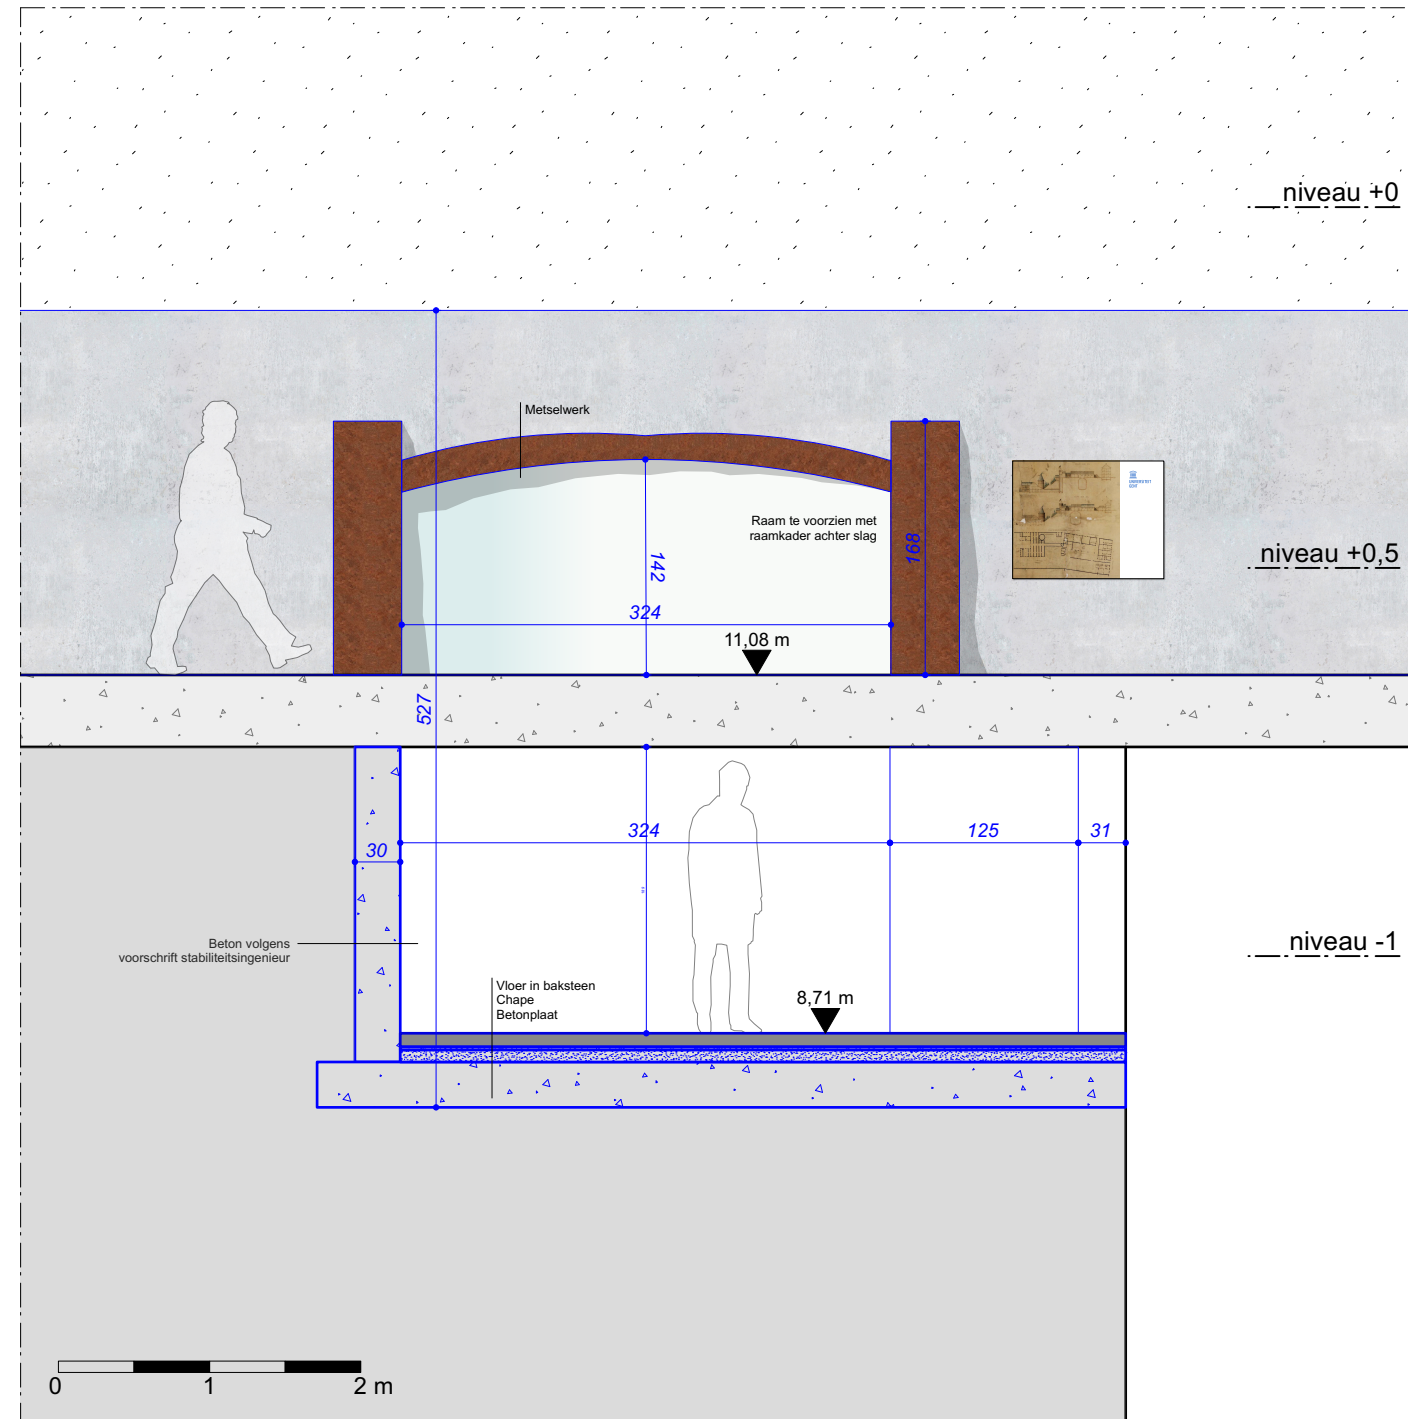 niveau +0
Metselwerk
Raam te voorzien met
raamkader achter slag
168
142
324
niveau +0,5
11,08 m
527
324
125
31
30
Beton volgens
voorschrift stabiliteitsingenieur
niveau -1
Vloer in baksteen
Chape
Betonplaat
8,71 m
0 1 2 m